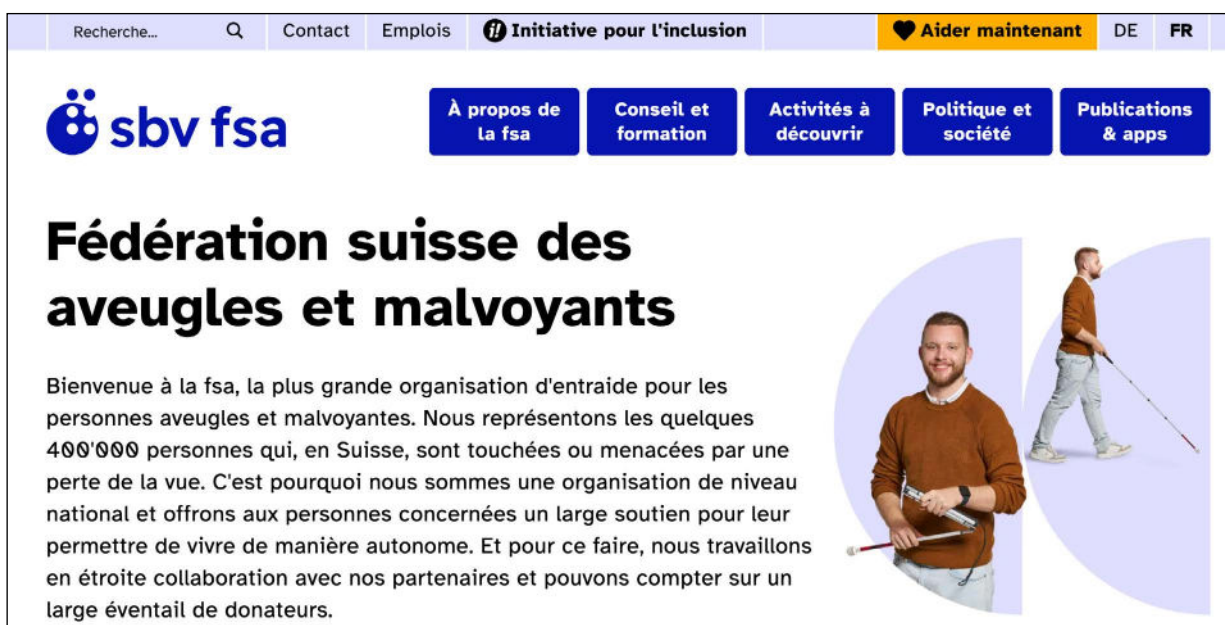 Recherche...
Contact
Emplois
Initiative pour l'inclusion
Aider maintenant
DE
FR
sbv fsa
À propos de
la fsa
Conseil et
formation
Activités à
découvrir
Politique et
société
Publications
& apps
Fédération suisse des
aveugles et malvoyants
Bienvenue à la fsa, la plus grande organisation d'entraide pour les
personnes aveugles et malvoyantes. Nous représentons les quelques
400'000 personnes qui, en Suisse, sont touchées ou menacées par une
perte de la vue. C'est pourquoi nous sommes une organisation de niveau
national et offrons aux personnes concernées un large soutien pour leur
permettre de vivre de manière autonome. Et pour ce faire, nous travaillons
en étroite collaboration avec nos partenaires et pouvons compter sur un
large éventail de donateurs.